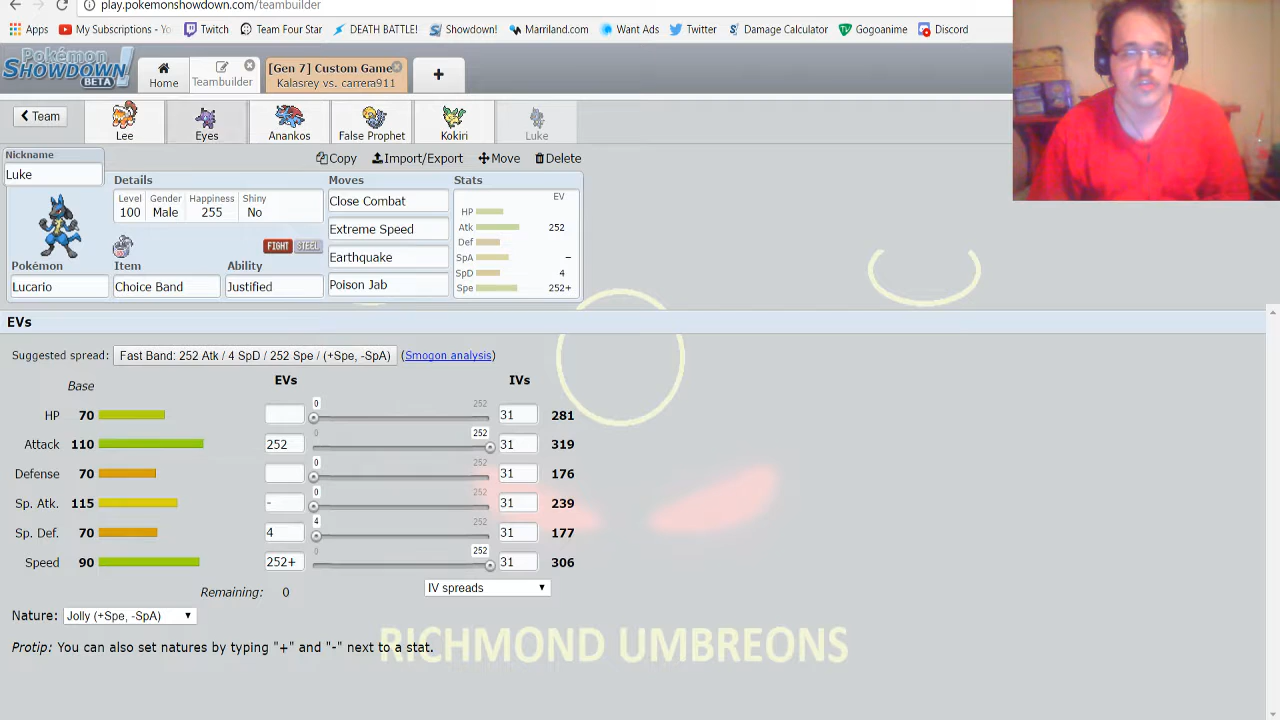 play.pokemonshowdown.com/teambuilder
Apps My Subscriptions - Yo Twitch Team Four Star DEATH BATTLE! Showdown! Marriland.com Want Ads Twitter Damage Calculator Gogoanime Discord
Pokémon
SHOWDOWN!
BETA
Home
Teambuilder
[Gen 7] Custom Game
Kalasrey vs. carrera911
Team
Lee
Eyes
Anankos
False Prophet
Kokiri
Luke
Copy Import/Export Move Delete
Nickname
Luke
Details
Level Gender Happiness Shiny
100 Male 255 No
FIGHT STEEL
Pokémon Item Ability
Lucario Choice Band Justified
Moves
Close Combat
Extreme Speed
Earthquake
Poison Jab
Stats
EV
HP
Atk 252
Def
SpA –
SpD 4
Spe 252+
EVs
Suggested spread: Fast Band: 252 Atk / 4 SpD / 252 Spe / (+Spe, -SpA) (Smogon analysis)
Base EVs IVs
HP 70 0 252 31 281
Attack 110 252 0 252 31 319
Defense 70 0 252 31 176
Sp. Atk. 115 - 0 252 31 239
Sp. Def. 70 4 4 252 31 177
Speed 90 252+ 0 252 31 306
Remaining: 0 IV spreads
Nature: Jolly (+Spe, -SpA)
RICHMOND UMBREONS
Protip: You can also set natures by typing "+" and "-" next to a stat.